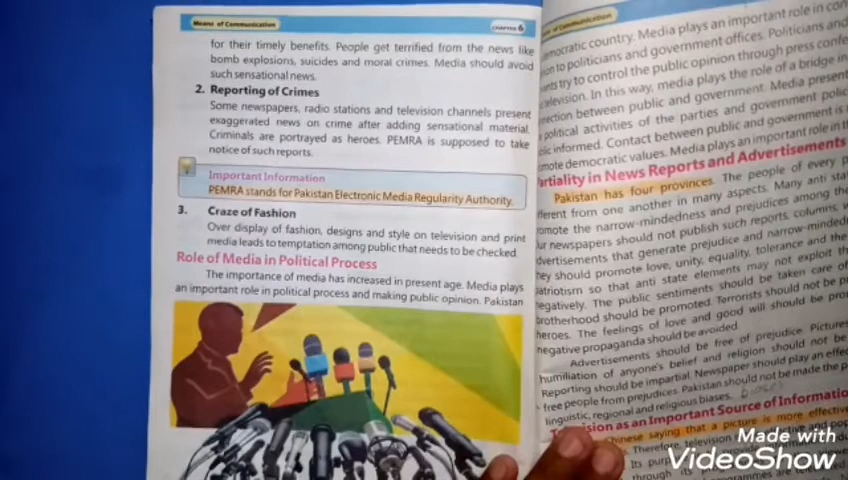 Means of Communication
CHAPTER 6
for their timely benefits. People get terrified from the news like
bomb explosions, suicides and moral crimes. Media should avoid
such sensational news.
2. Reporting of Crimes
Some newspapers, radio stations and television channels present
exaggerated news on crime after adding sensational material.
Criminals are portrayed as heroes. PEMRA is supposed to take
notice of such reports.
Important Information
PEMRA stands for Pakistan Electronic Media Regularity Authority.
3. Craze of Fashion
Over display of fashion, designs and style on television and print
media leads to temptation among public that needs to be checked.
Role of Media in Political Process
The importance of media has increased in present age. Media plays
an important role in political process and making public opinion. Pakistan
of Communication
country. Media plays an important role in
to politicians and government offices. Politicians and
try to control the public opinion through press
In this way, media plays the role of a bridge in
between public and government. Media present
political activities of the parties and government
informed. Contact between public and government is
democratic values. Media plays an important role in
in News Reports and Advertisements
Pakistan has four provinces. The people of every
from one another in many aspects. Many anti
the narrow-mindedness and prejudices among the
newspapers should not publish such reports, columns,
that generate prejudice and
should promote love, unity, equality, tolerance and the
so that anti state elements may not exploit
negatively. The public sentiments should be taken care of
brotherhood should be promoted. Terrorists should not be
heroes. The feelings of love and good will should be
negative propaganda should be avoided.
Advertisements should be free of prejudice. Pictures
humiliation of anyone's belief and religion should not be
Reporting should be impartial. Newspaper should play an
free people from prejudices. Pakistan should not be made the
linguistic, regional and religious biases.
as an Important Source of
Chinese saying that a picture is more
Therefore, television
Its
through
Made with
VideoShow